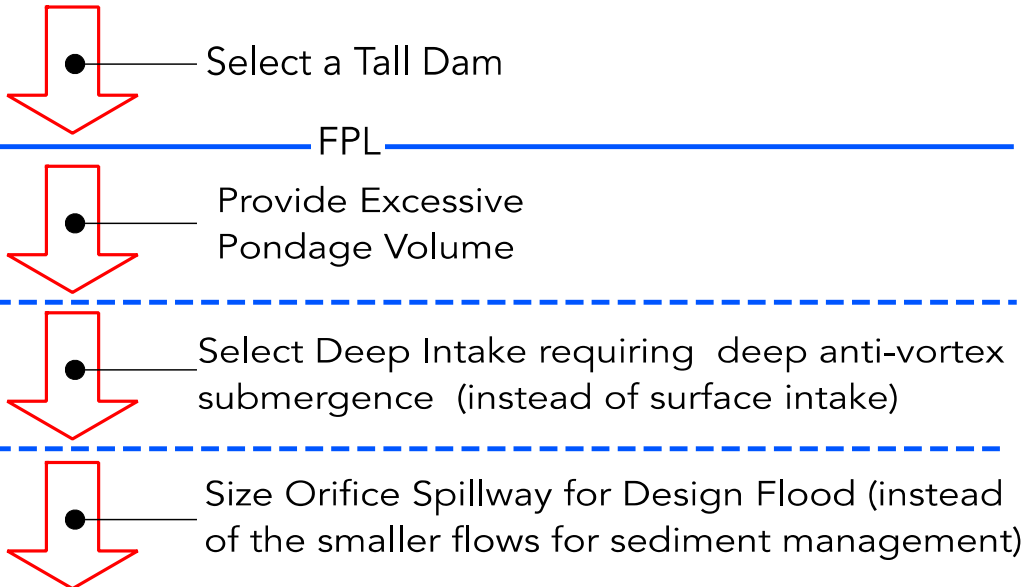 Select a Tall Dam
FPL
Provide Excessive
Pondage Volume
Select Deep Intake requiring deep anti-vortex
submergence (instead of surface intake)
Size Orifice Spillway for Design Flood (instead
of the smaller flows for sediment management)